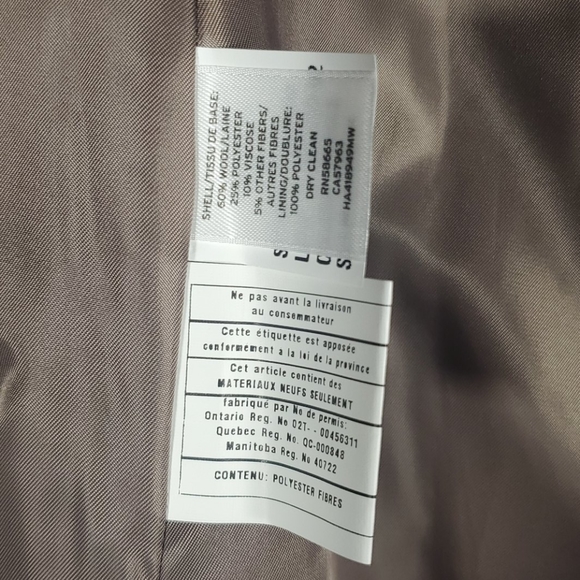 SHELL/TISSU DE BASE:
60% WOOL/LAINE
25% POLYESTER
10% VISCOSE
5% OTHER FIBERS/
AUTRES FIBRES
LINING/DOUBLURE:
100% POLYESTER
DRY CLEAN
RN58665
CA57963
HA418949MW
Ne pas avant la livraison
au consommateur
Cette étiquette est apposée
conformement a la loi de la province
Cet article contient des
MATERIAUX NEUFS SEULEMENT
fabriqué par No de permis:
Ontario Reg. No 02T- - 00456311
Quebec Reg. No. QC-000848
Manitoba Reg. No 40722
CONTENU: POLYESTER FIBRES